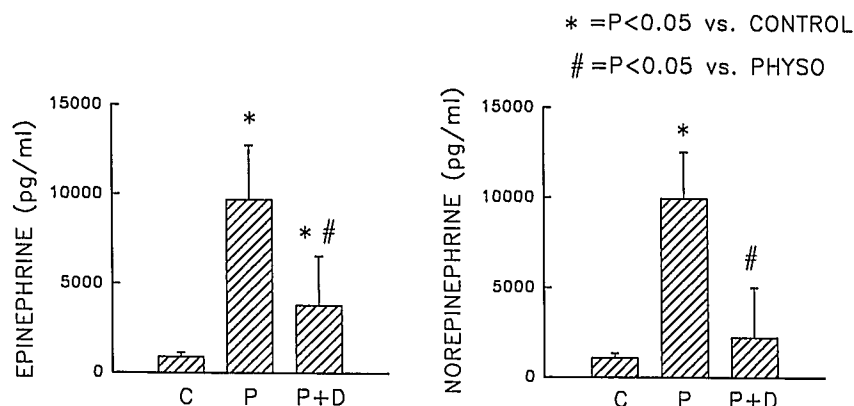 * =P<0.05 vs. CONTROL
# =P<0.05 vs. PHYSO
EPINEPHRINE (pg/ml)
15000
10000
5000
0
*
* #
C P P+D
NOREPINEPHRINE (pg/ml)
15000
10000
5000
0
*
#
C P P+D